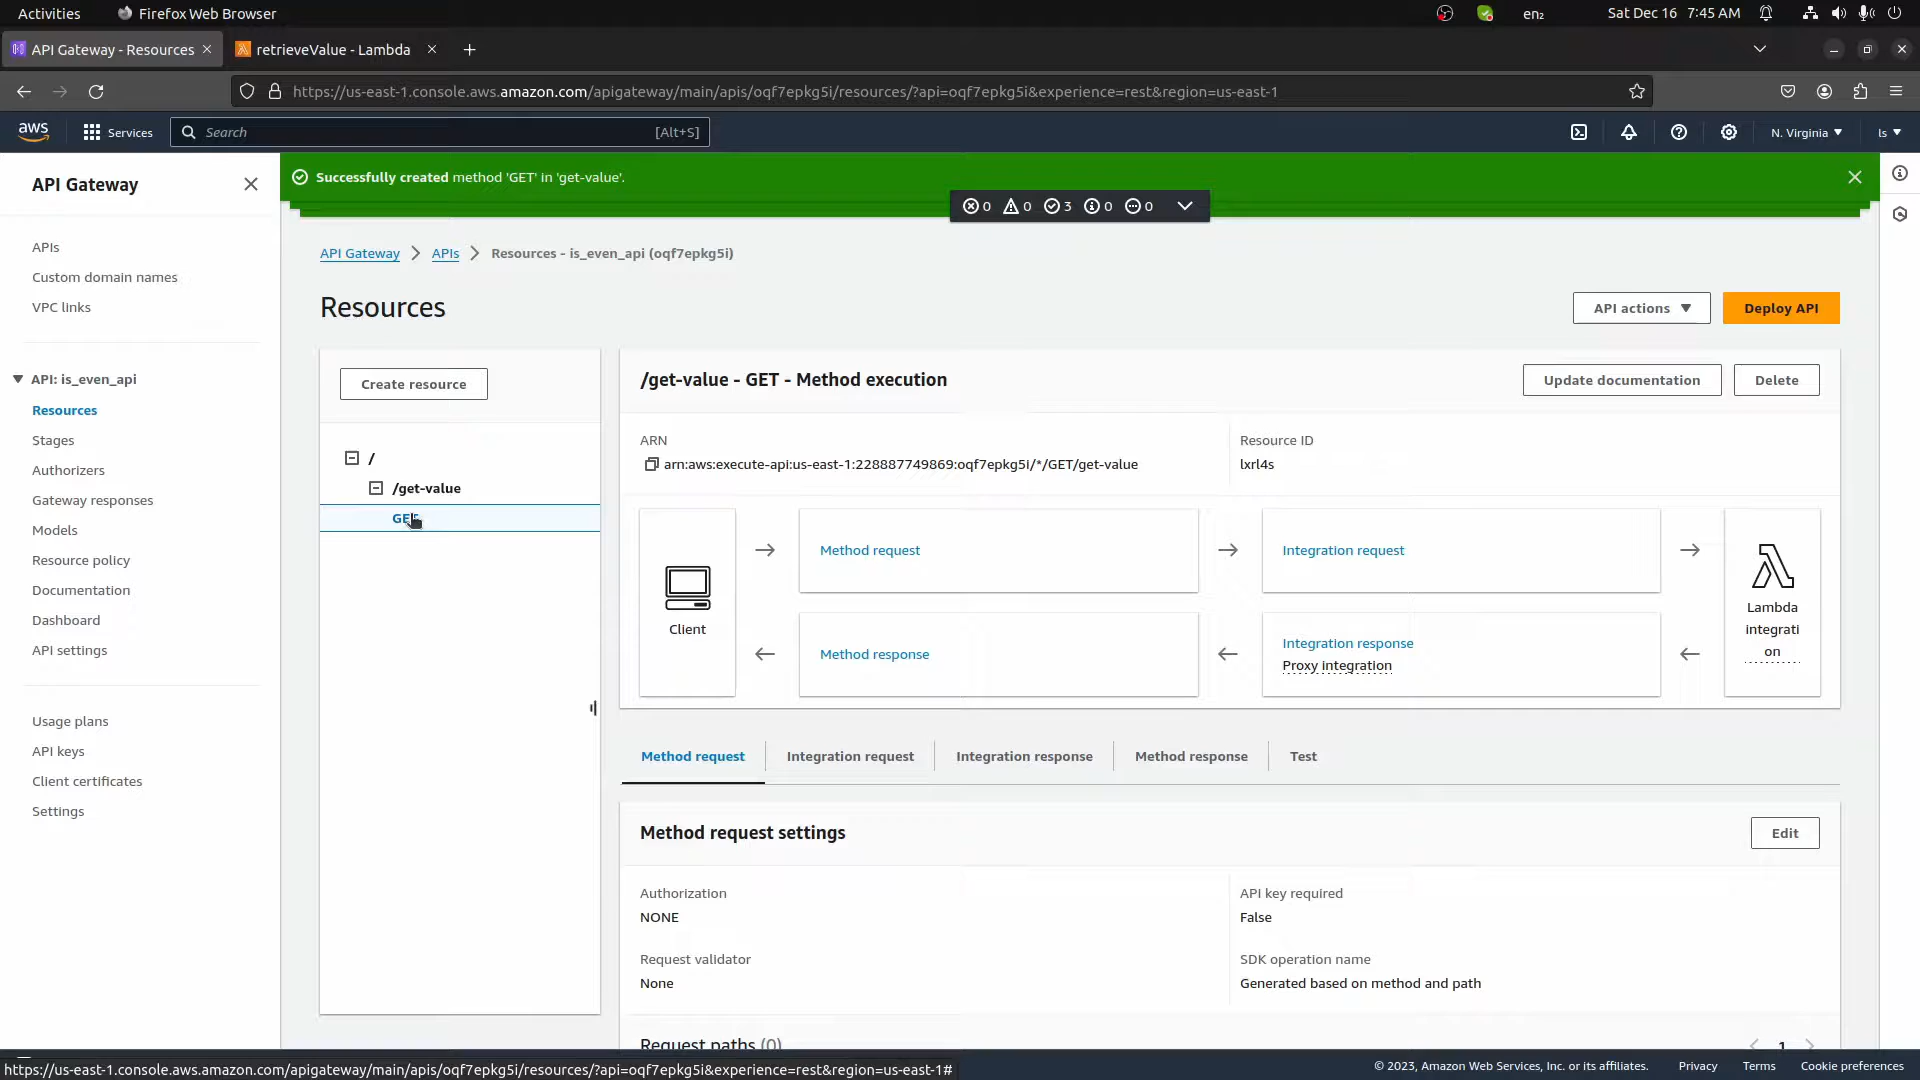 Activities
Firefox Web Browser
en₂
Sat Dec 16 7:45 AM
API Gateway - Resources
retrieveValue - Lambda
https://us-east-1.console.aws.amazon.com/apigateway/main/apis/oqf7epkg5i/resources/?api=oqf7epkg5i&experience=rest&region=us-east-1
aws
Services
Search
[Alt+S]
N. Virginia
ls
API Gateway
Successfully created method 'GET' in 'get-value'.
0 0 3 0 0
APIs
Custom domain names
VPC links
API: is_even_api
Resources
Stages
Authorizers
Gateway responses
Models
Resource policy
Documentation
Dashboard
API settings
Usage plans
API keys
Client certificates
Settings
API Gateway
APIs
Resources - is_even_api (oqf7epkg5i)
Resources
API actions
Deploy API
Create resource
/
/get-value
/get-value - GET - Method execution
Update documentation
Delete
ARN
arn:aws:execute-api:us-east-1:228887749869:oqf7epkg5i/*/GET/get-value
Resource ID
lxrl4s
Client
Method request
Integration request
Method response
Integration response
Proxy integration
Lambda
integrati
on
Method request
Integration request
Integration response
Method response
Test
Method request settings
Edit
Authorization
NONE
API key required
False
Request validator
None
SDK operation name
Generated based on method and path
Request paths (0)
1
https://us-east-1.console.aws.amazon.com/apigateway/main/apis/oqf7epkg5i/resources/?api=oqf7epkg5i&experience=rest&region=us-east-1#
© 2023, Amazon Web Services, Inc. or its affiliates.
Privacy
Terms
Cookie preferences